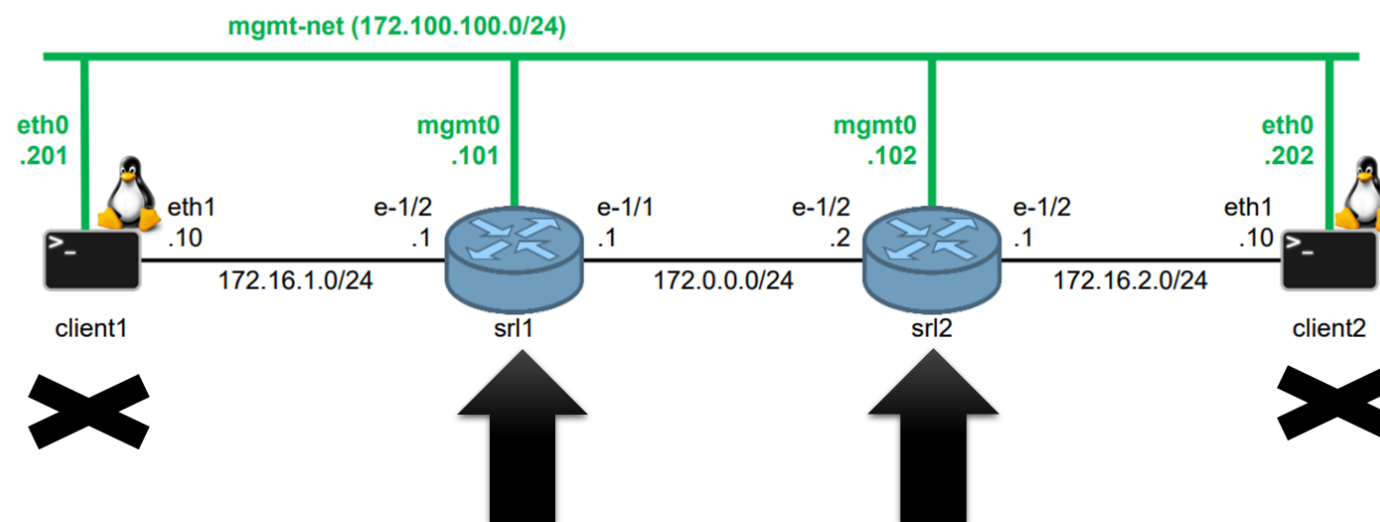 mgmt-net (172.100.100.0/24)
eth0
.201
mgmt0
.101
mgmt0
.102
eth0
.202
eth1
.10
e-1/2
.1
e-1/1
.1
e-1/2
.2
e-1/2
.1
eth1
.10
>_
>_
172.16.1.0/24
172.0.0.0/24
172.16.2.0/24
client1
srl1
srl2
client2